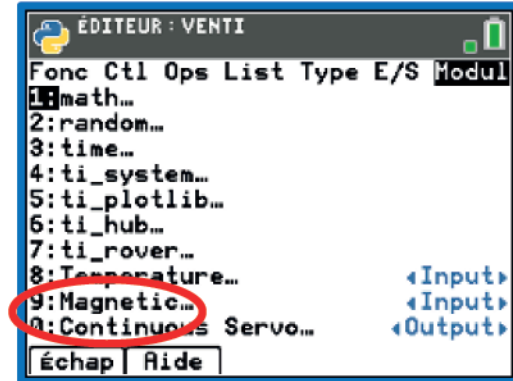 ÉDITEUR : VENTI
Fonc Ctl Ops List Type E/S Modul
1:math…
2:random…
3:time…
4:ti_system…
5:ti_plotlib…
6:ti_hub…
7:ti_rover…
8:Temperature… ◂Input▸
9:Magnetic… ◂Input▸
0:Continuous Servo… ◂Output▸
Échap Aide